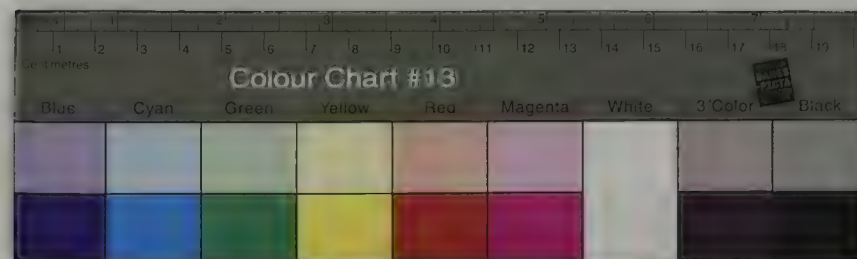 1 2 3 4 5 6 7
1 2 3 4 5 6 7 8 9 10 11 12 13 14 15 16 17 18 19
Centimetres
Colour Chart #13
Blue Cyan Green Yellow Red Magenta White 3/Color Black